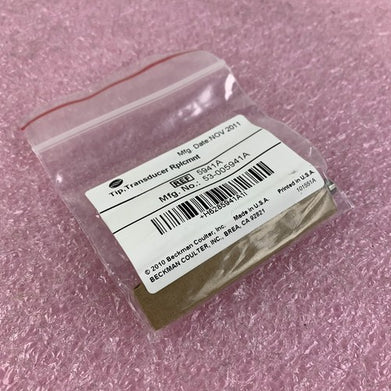 Mfg. Date:NOV 2011
Tip,Transducer Rplcmnt
REF 5941A
Mfg. No.: 53-005941A
+H6265941A1
© 2010 Beckman Coulter, Inc. Made in U.S.A.
BECKMAN COULTER, INC., BREA, CA 92821
Printed in U.S.A.